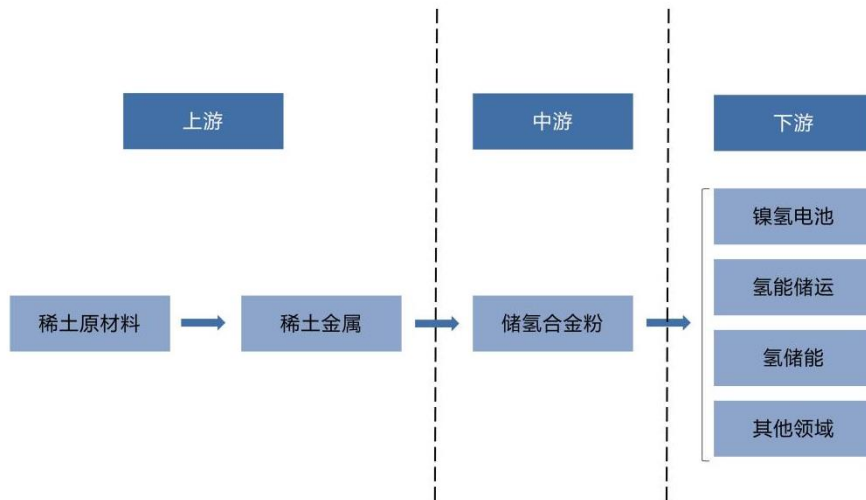 上游
中游
下游
稀土原材料
稀土金属
储氢合金粉
镍氢电池
氢能储运
氢储能
其他领域